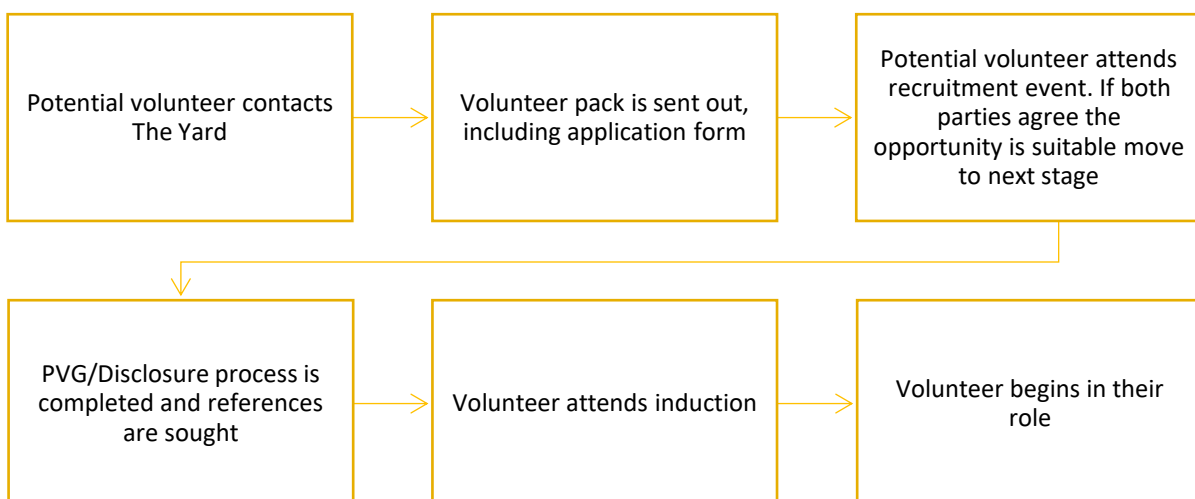 Potential volunteer contacts
The Yard
Volunteer pack is sent out,
including application form
Potential volunteer attends
recruitment event. If both
parties agree the
opportunity is suitable move
to next stage
PVG/Disclosure process is
completed and references
are sought
Volunteer attends induction
Volunteer begins in their
role